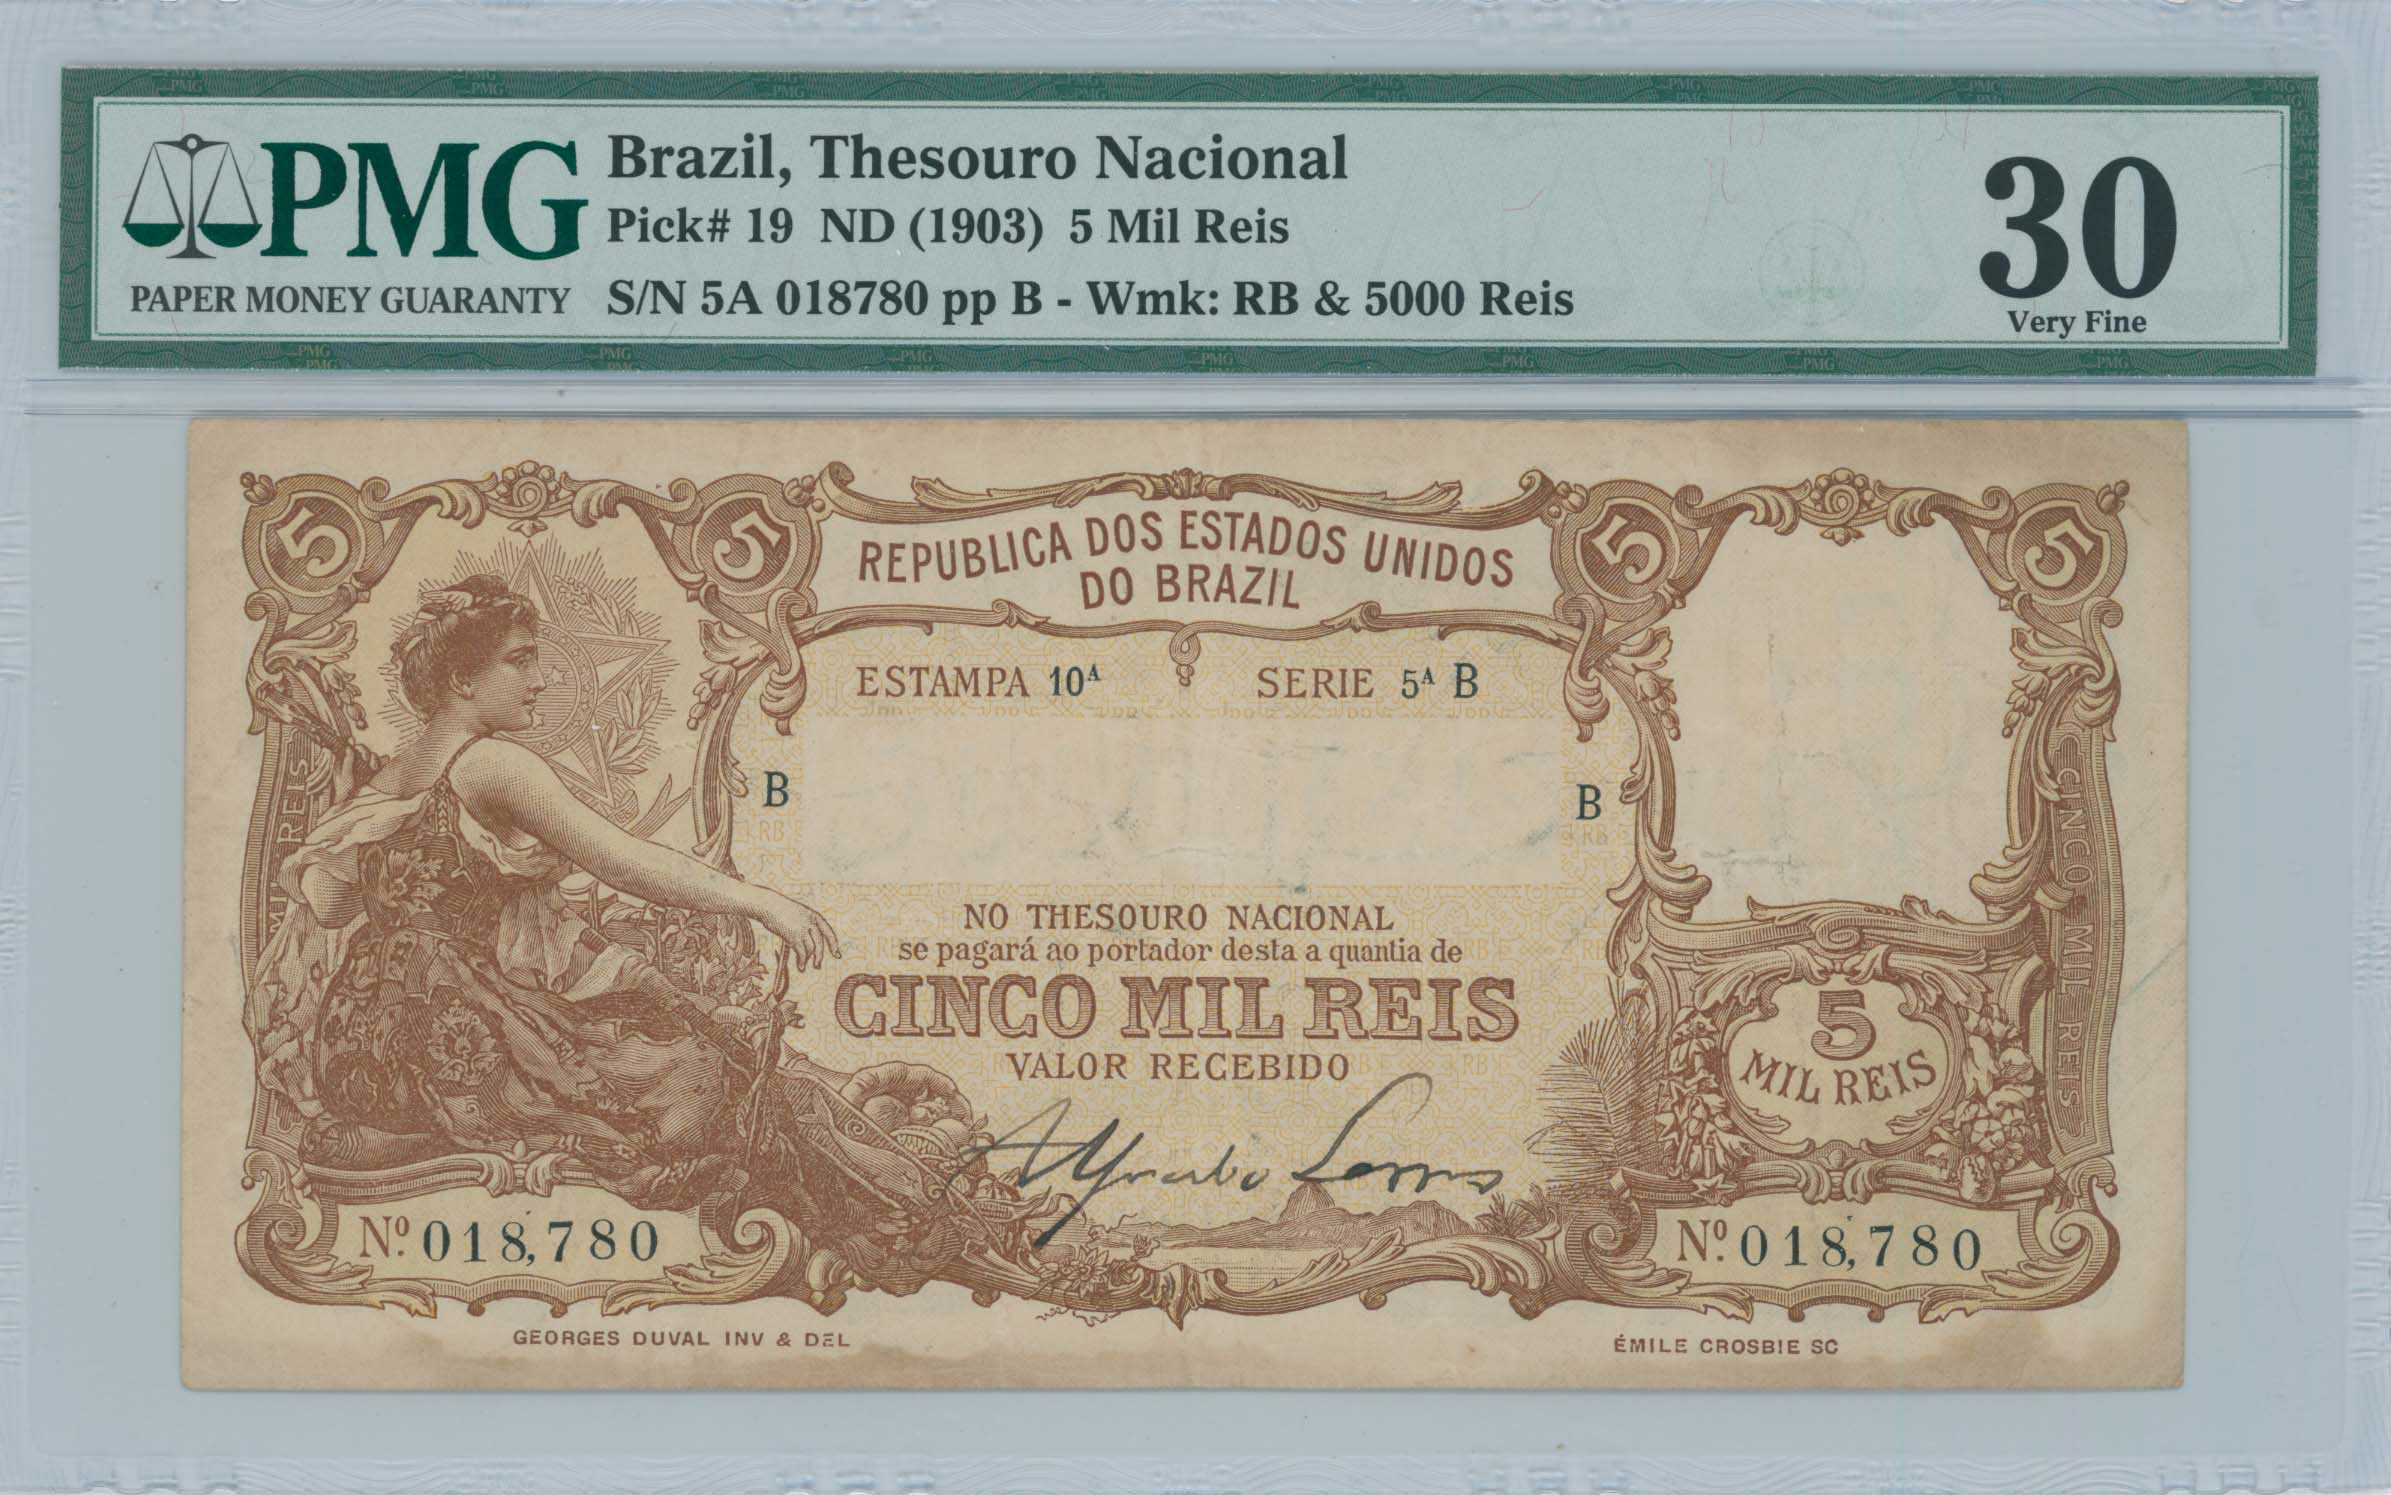 PMG
PAPER MONEY GUARANTY
Brazil, Thesouro Nacional
Pick# 19 ND (1903) 5 Mil Reis
S/N 5A 018780 pp B - Wmk: RB & 5000 Reis
30
Very Fine
5 5 5 5
REPUBLICA DOS ESTADOS UNIDOS
DO BRAZIL
ESTAMPA 10ᴬ SERIE 5ᴬ B
B B
NO THESOURO NACIONAL
se pagará ao portador desta a quantia de
CINCO MIL REIS
VALOR RECEBIDO
5
MIL REIS
CINCO MIL REIS
MIL REIS
Nº. 018,780 Nº. 018,780
GEORGES DUVAL INV & DEL ÉMILE CROSBIE SC